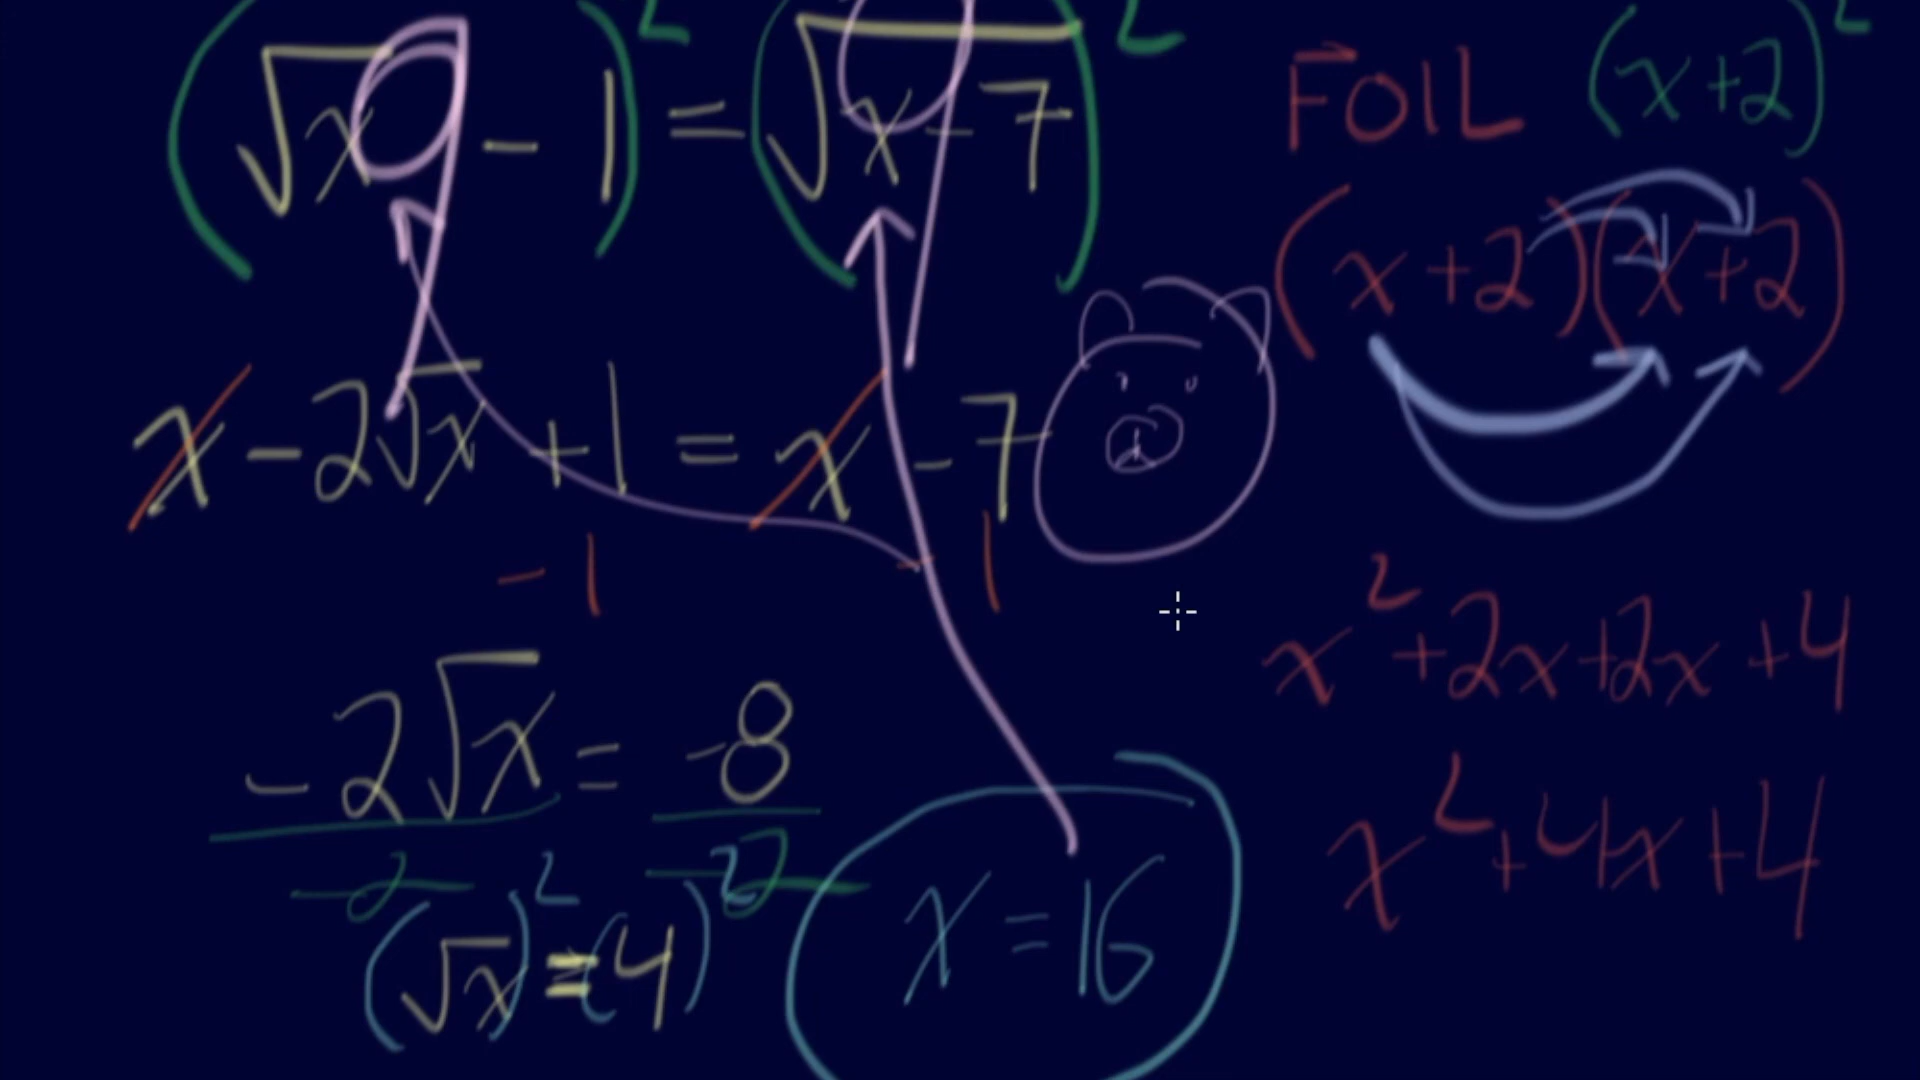 (√x - 1)² = (√x - 7)²
x - 2√x + 1 = x - 7
- 1 - 1
-2√x = -8
-2 -2
(√x)² = (4)²
x = 16
FOIL (x+2)²
(x+2)(x+2)
x² + 2x + 2x + 4
x² + 4x + 4